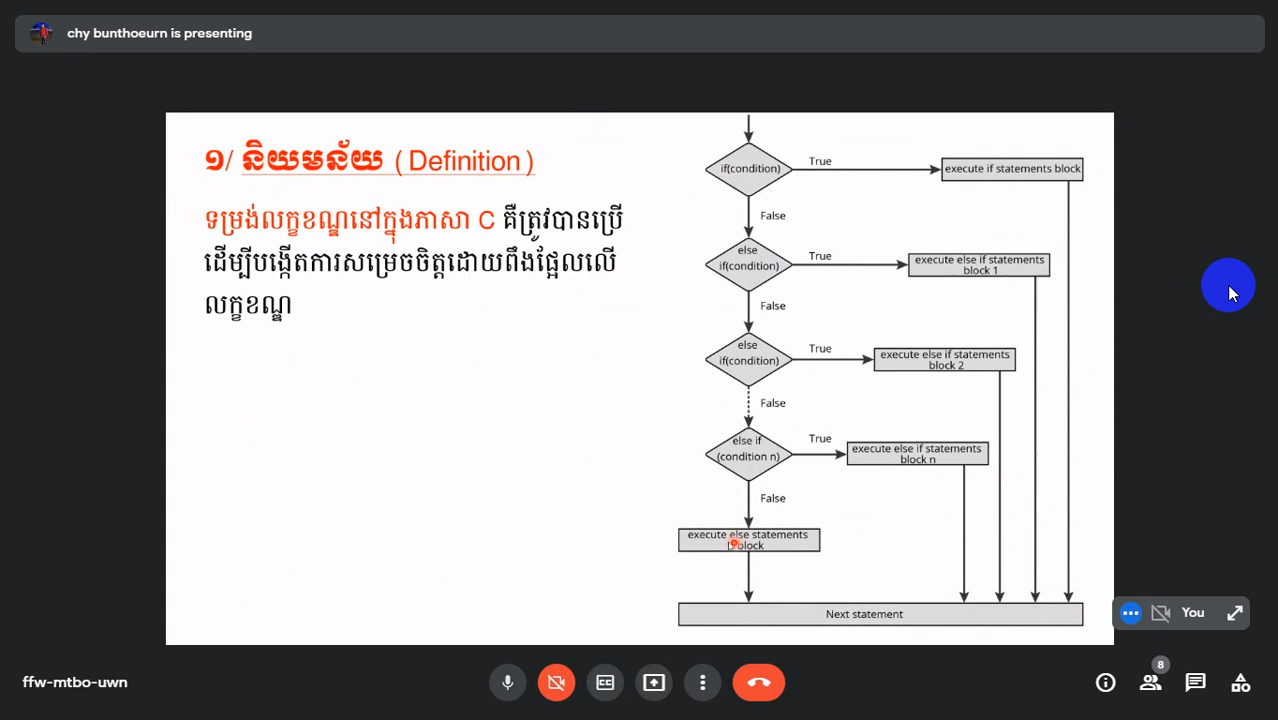 chy bunthoeurn is presenting
១/ និយមន័យ ( Definition )
ទម្រង់លក្ខខណ្ឌនៅក្នុងភាសា C គឺត្រូវបានប្រើ
ដើម្បីបង្កើតការសម្រេចចិត្តដោយពឹងផ្អែលលើ
លក្ខខណ្ឌ
if(condition)
True
execute if statements block
False
else
if(condition)
True
execute else if statements
block 1
False
else
if(condition)
True
execute else if statements
block 2
False
else if
(condition n)
True
execute else if statements
block n
False
execute else statements
block
Next statement
You
ffw-mtbo-uwn
CC
8